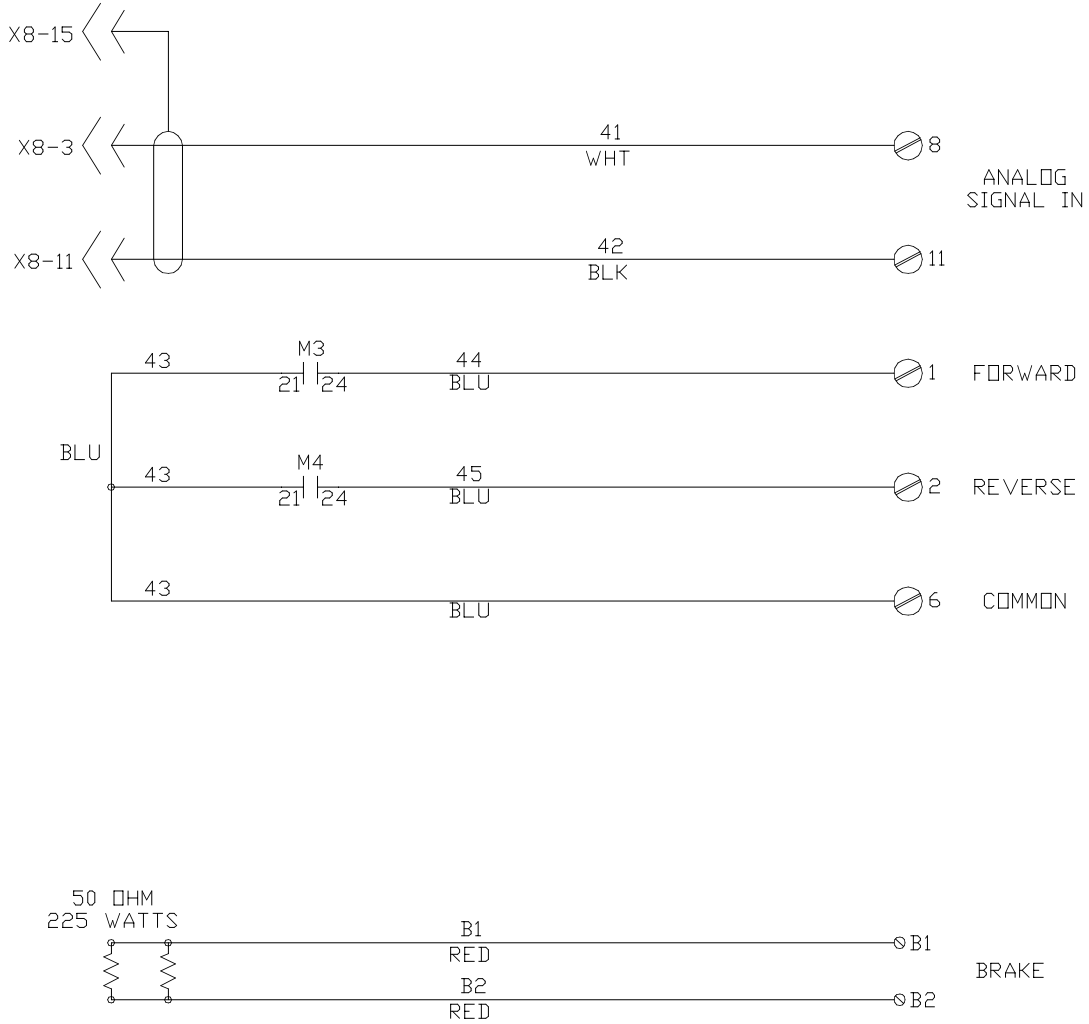 X8-15
X8-3
41
WHT
8
ANALOG
SIGNAL IN
X8-11
42
BLK
11
43
M3
21 24
44
BLU
1 FORWARD
BLU
43
M4
21 24
45
BLU
2 REVERSE
43
BLU
6 COMMON
50 OHM
225 WATTS
B1
RED
B1
BRAKE
B2
RED
B2